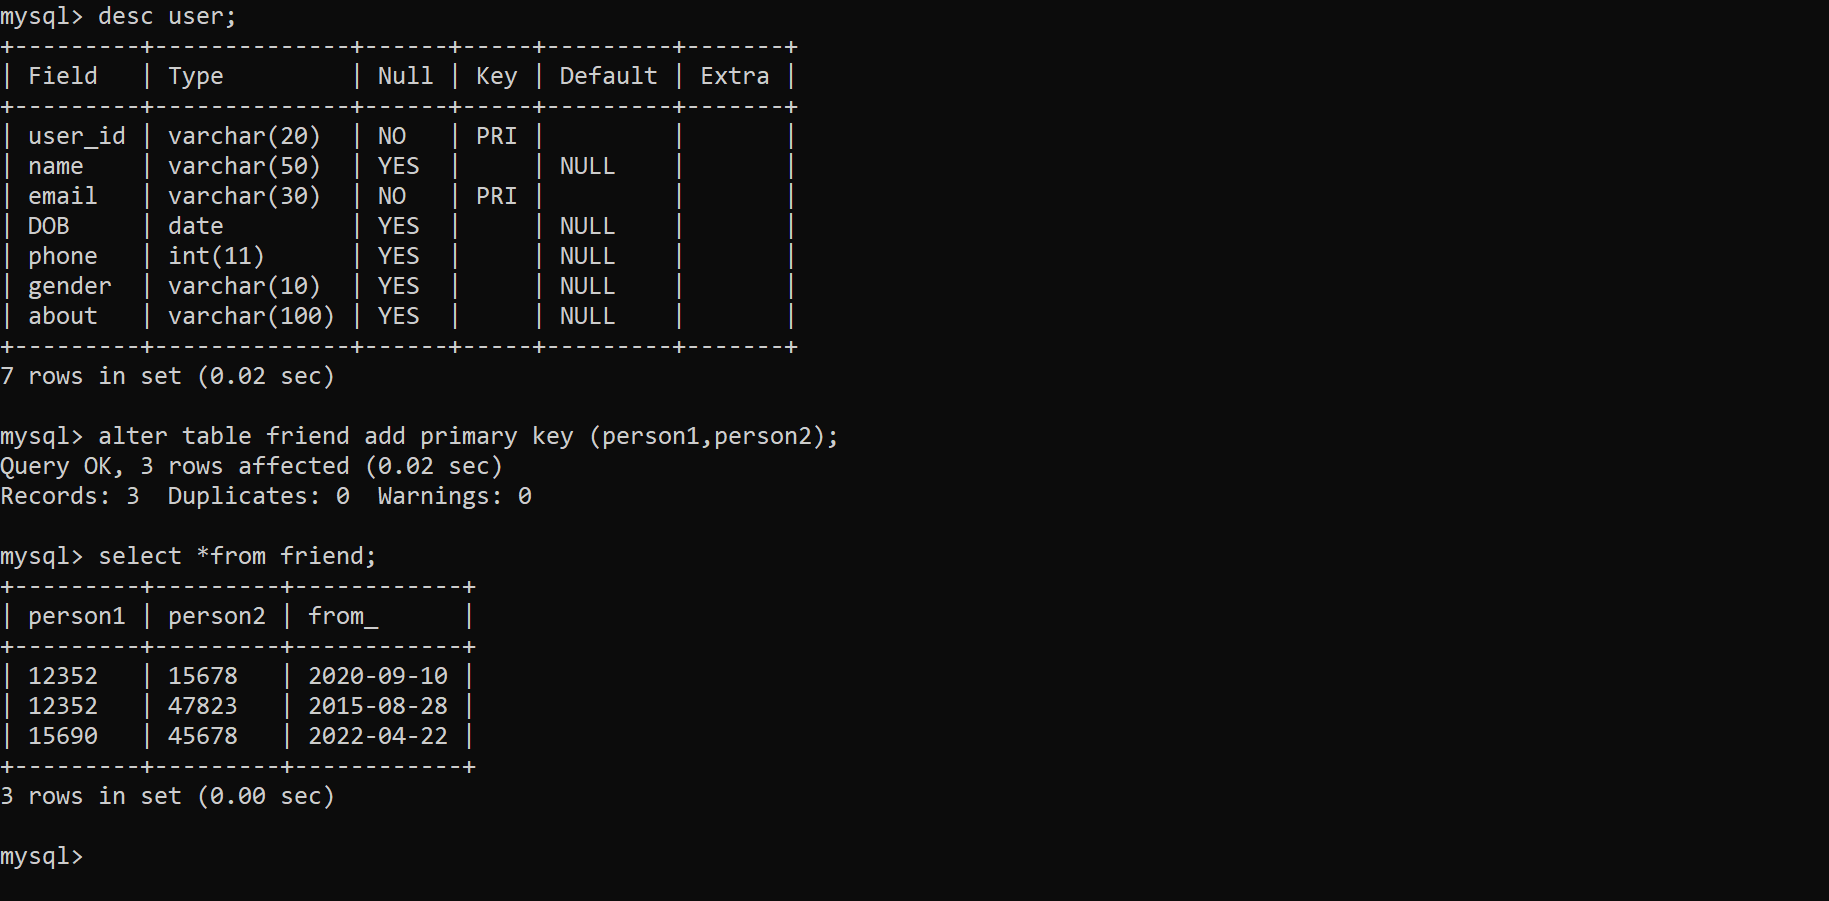 mysql> desc user;
+---------+--------------+------+-----+---------+-------+
| Field   | Type         | Null | Key | Default | Extra |
+---------+--------------+------+-----+---------+-------+
| user_id | varchar(20)  | NO   | PRI |         |       |
| name    | varchar(50)  | YES  |     | NULL    |       |
| email   | varchar(30)  | NO   | PRI |         |       |
| DOB     | date         | YES  |     | NULL    |       |
| phone   | int(11)      | YES  |     | NULL    |       |
| gender  | varchar(10)  | YES  |     | NULL    |       |
| about   | varchar(100) | YES  |     | NULL    |       |
+---------+--------------+------+-----+---------+-------+
7 rows in set (0.02 sec)

mysql> alter table friend add primary key (person1,person2);
Query OK, 3 rows affected (0.02 sec)
Records: 3  Duplicates: 0  Warnings: 0

mysql> select *from friend;
+---------+---------+------------+
| person1 | person2 | from_      |
+---------+---------+------------+
| 12352   | 15678   | 2020-09-10 |
| 12352   | 47823   | 2015-08-28 |
| 15690   | 45678   | 2022-04-22 |
+---------+---------+------------+
3 rows in set (0.00 sec)

mysql>